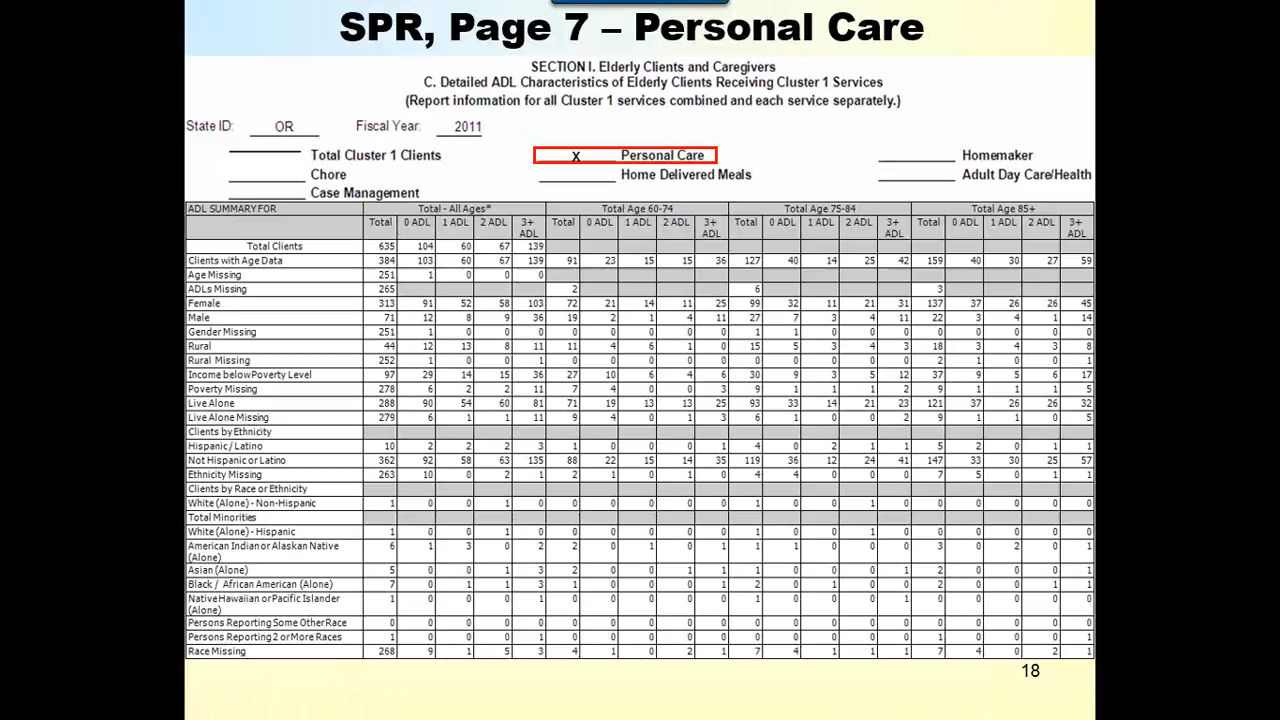 SPR, Page 7 – Personal Care
SECTION I. Elderly Clients and Caregivers
C. Detailed ADL Characteristics of Elderly Clients Receiving Cluster 1 Services
(Report information for all Cluster 1 services combined and each service separately.)
State ID: OR Fiscal Year: 2011
Total Cluster 1 Clients X Personal Care Homemaker
Chore Home Delivered Meals Adult Day Care/Health
Case Management
ADL SUMMARY FOR Total - All Ages* Total Age 60-74 Total Age 75-84 Total Age 85+
Total 0 ADL 1 ADL 2 ADL 3+ ADL Total 0 ADL 1 ADL 2 ADL 3+ ADL Total 0 ADL 1 ADL 2 ADL 3+ ADL Total 0 ADL 1 ADL 2 ADL 3+ ADL
Total Clients 635 104 60 67 139
Clients with Age Data 384 103 60 67 139 91 23 15 15 36 127 40 14 25 42 159 40 30 27 59
Age Missing 251 1 0 0 0
ADLs Missing 265 2 6 3
Female 313 91 52 58 103 72 21 14 11 25 99 32 11 21 31 137 37 26 26 45
Male 71 12 8 9 36 19 2 1 4 11 27 7 3 4 11 22 3 4 1 14
Gender Missing 251 1 0 0 0 0 0 0 0 0 1 1 0 0 0 0 0 0 0 0
Rural 44 12 13 8 11 11 4 6 1 0 15 5 3 4 3 18 3 4 3 8
Rural Missing 252 1 0 0 1 0 0 0 0 0 0 0 0 0 0 2 1 0 0 1
Income below Poverty Level 97 29 14 15 36 27 10 6 4 6 30 9 3 5 12 37 9 5 6 17
Poverty Missing 278 6 2 2 11 7 4 0 0 3 9 1 1 1 2 9 1 1 1 5
Live Alone 288 90 54 60 81 71 19 13 13 25 93 33 14 21 23 121 37 26 26 32
Live Alone Missing 279 6 1 1 11 9 4 0 1 3 6 1 0 0 2 9 1 1 0 5
Clients by Ethnicity
Hispanic / Latino 10 2 2 2 3 1 0 0 0 1 4 0 2 1 1 5 2 0 1 1
Not Hispanic or Latino 362 92 58 63 135 88 22 15 14 35 119 36 12 24 41 147 33 30 25 57
Ethnicity Missing 263 10 0 2 1 2 1 0 1 0 4 4 0 0 0 7 5 0 1 1
Clients by Race or Ethnicity
White (Alone) - Non-Hispanic 1 0 0 1 0 0 0 0 0 0 1 0 0 1 0 0 0 0 0 0
Total Minorities
White (Alone) - Hispanic 1 0 0 1 0 0 0 0 0 0 1 0 0 1 0 0 0 0 0 0
American Indian or Alaskan Native (Alone) 6 1 3 0 2 2 0 1 0 1 1 1 0 0 0 3 0 2 0 1
Asian (Alone) 5 0 0 1 3 2 0 0 1 1 1 0 0 0 1 2 0 0 0 1
Black / African American (Alone) 7 0 1 1 3 1 0 0 0 1 2 0 1 0 0 2 0 0 1 1
Native Hawaiian or Pacific Islander (Alone) 1 0 0 0 1 0 0 0 0 0 1 0 0 0 1 0 0 0 0 0
Persons Reporting Some Other Race 0 0 0 0 0 0 0 0 0 0 0 0 0 0 0 0 0 0 0 0
Persons Reporting 2 or More Races 1 0 0 0 1 0 0 0 0 0 0 0 0 0 0 1 0 0 0 1
Race Missing 268 9 1 5 3 4 1 0 2 1 7 4 1 1 1 7 4 0 2 1
18